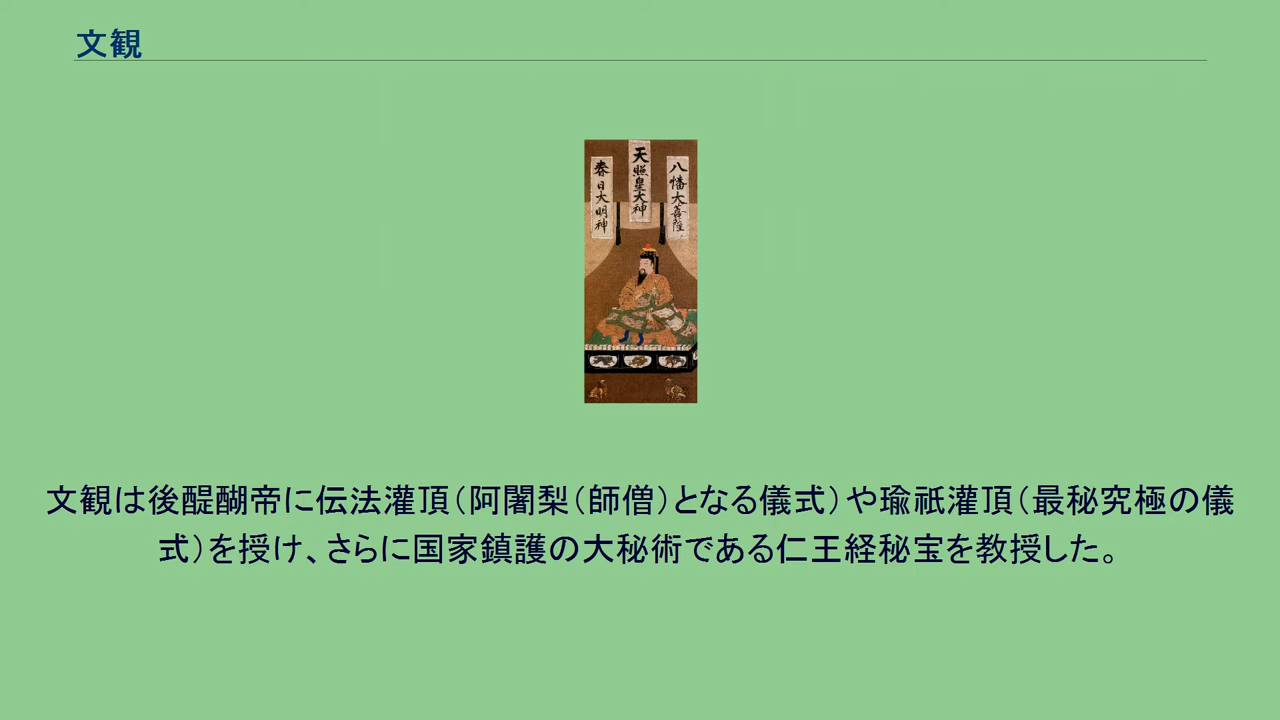 文観
春日大明神
天照皇大神
八幡大菩薩
文観は後醍醐帝に伝法灌頂（阿闍梨（師僧）となる儀式）や瑜祇灌頂（最秘究極の儀
式）を授け、さらに国家鎮護の大秘術である仁王経秘宝を教授した。